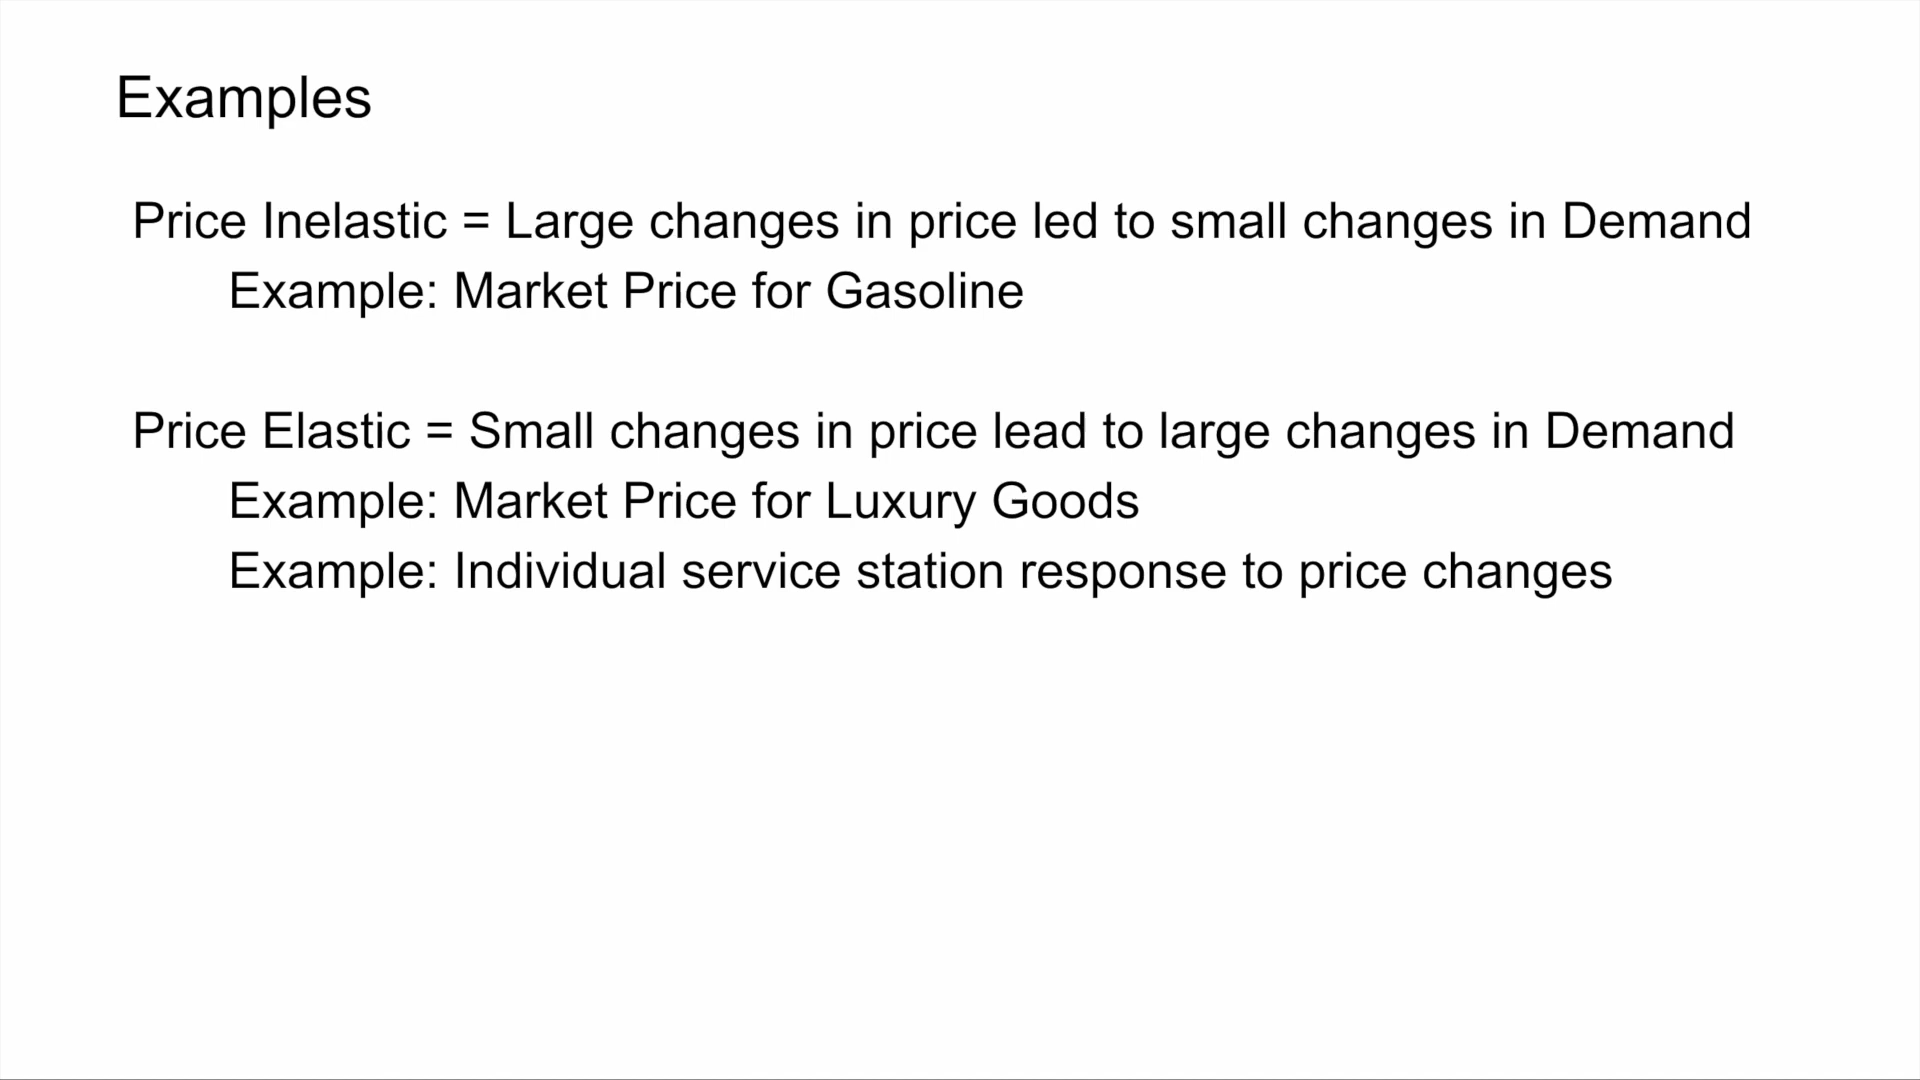 Examples
Price Inelastic = Large changes in price led to small changes in Demand
Example: Market Price for Gasoline
Price Elastic = Small changes in price lead to large changes in Demand
Example: Market Price for Luxury Goods
Example: Individual service station response to price changes